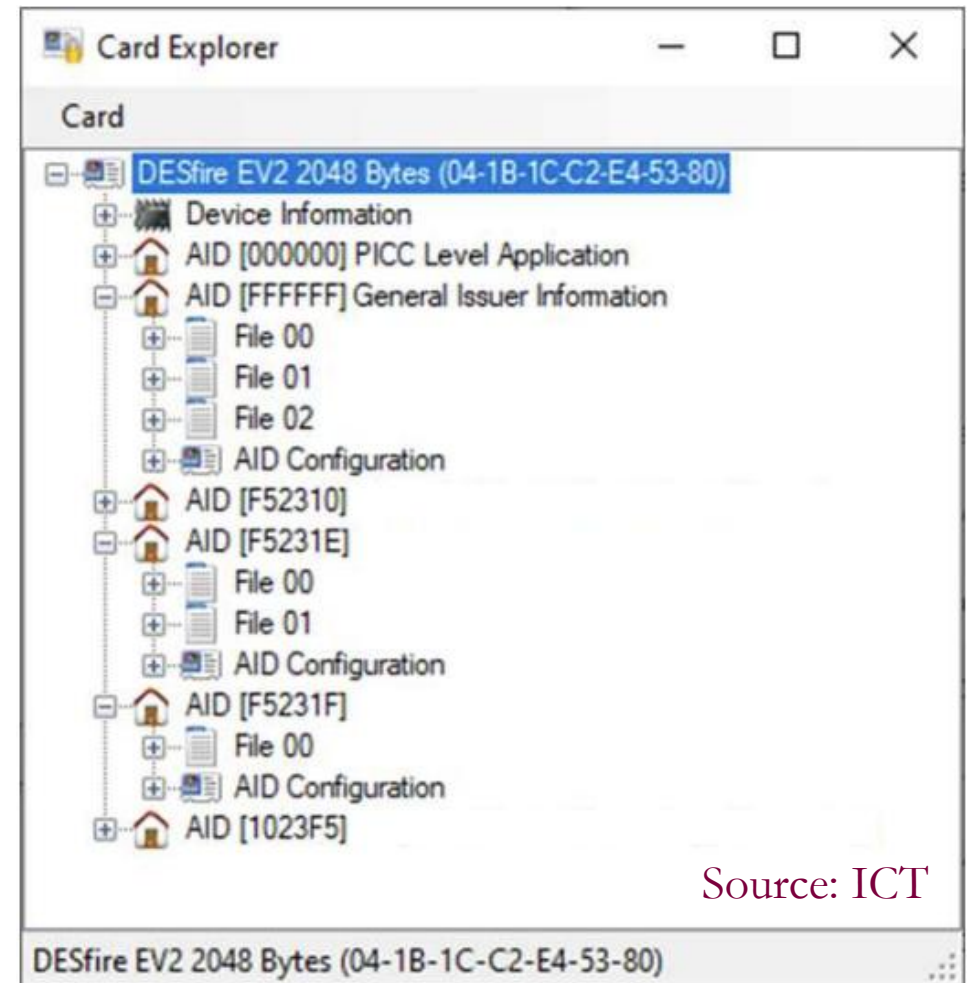 Card Explorer
Card
DESfire EV2 2048 Bytes (04-1B-1C-C2-E4-53-80)
Device Information
AID [000000] PICC Level Application
AID [FFFFFF] General Issuer Information
File 00
File 01
File 02
AID Configuration
AID [F52310]
AID [F5231E]
File 00
File 01
AID Configuration
AID [F5231F]
File 00
AID Configuration
AID [1023F5]
Source: ICT
DESfire EV2 2048 Bytes (04-1B-1C-C2-E4-53-80)